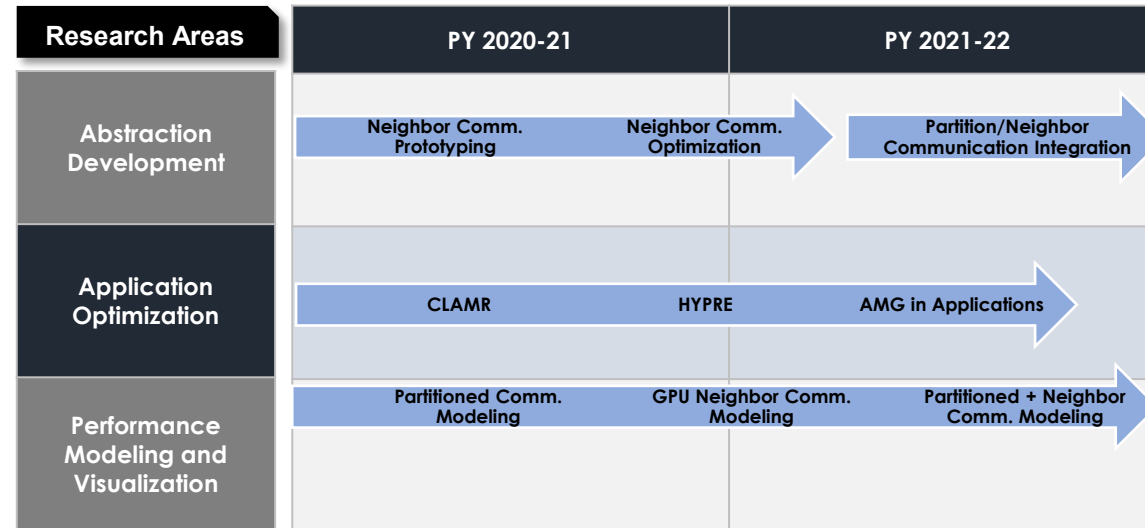 Research Areas
PY 2020-21
PY 2021-22
Abstraction
Development
Neighbor Comm.
Prototyping
Neighbor Comm.
Optimization
Partition/Neighbor
Communication Integration
Application
Optimization
CLAMR
HYPRE
AMG in Applications
Performance
Modeling and
Visualization
Partitioned Comm.
Modeling
GPU Neighbor Comm.
Modeling
Partitioned + Neighbor
Comm. Modeling